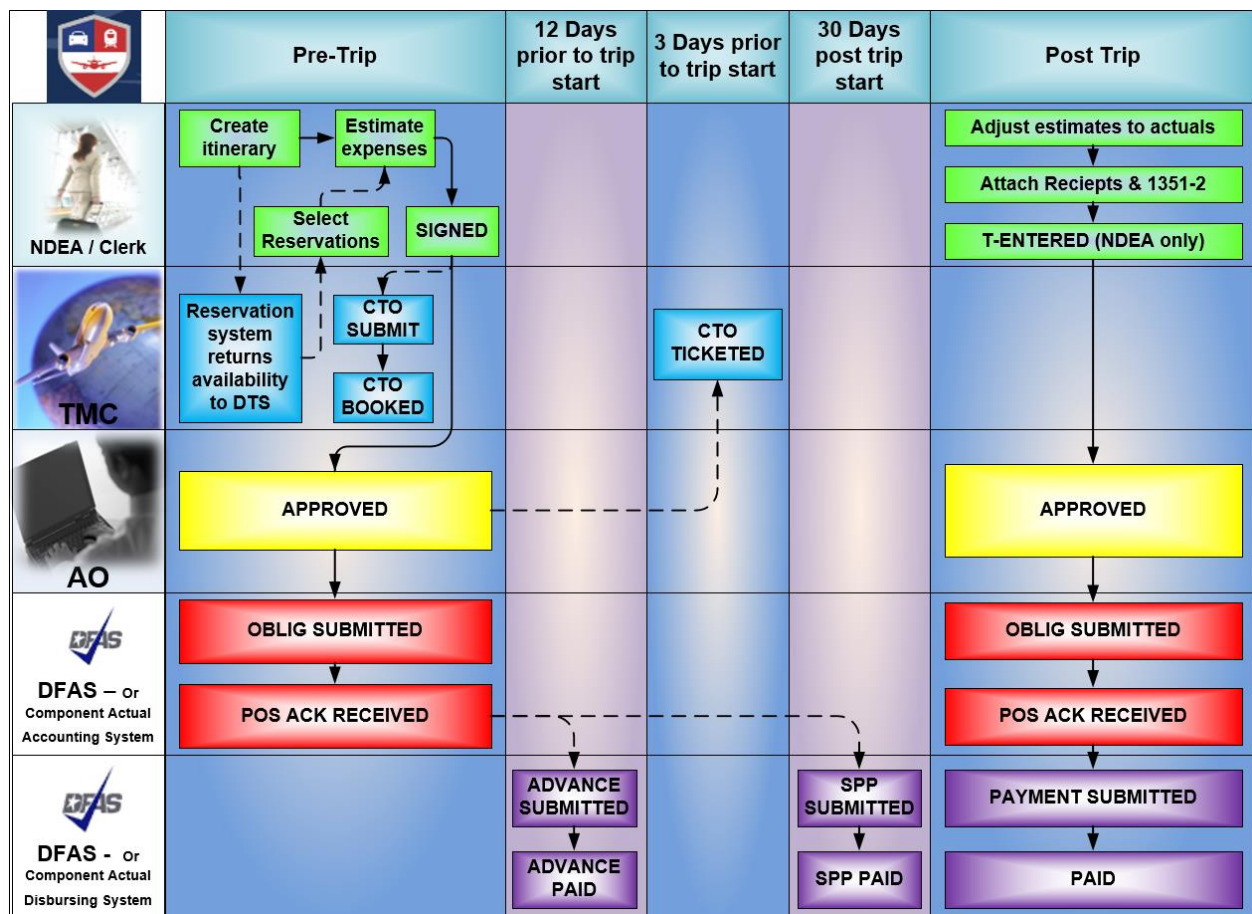 Pre-Trip
12 Days
prior to trip
start
3 Days prior
to trip start
30 Days
post trip
start
Post Trip
NDEA / Clerk
Create
itinerary
Estimate
expenses
Select
Reservations
SIGNED
Adjust estimates to actuals
Attach Reciepts & 1351-2
T-ENTERED (NDEA only)
TMC
Reservation
system
returns
availability
to DTS
CTO
SUBMIT
CTO
BOOKED
CTO
TICKETED
AO
APPROVED
APPROVED
DFAS
DFAS – Or
Component Actual
Accounting System
OBLIG SUBMITTED
POS ACK RECEIVED
OBLIG SUBMITTED
POS ACK RECEIVED
DFAS
DFAS - Or
Component Actual
Disbursing System
ADVANCE
SUBMITTED
ADVANCE
PAID
SPP
SUBMITTED
SPP PAID
PAYMENT SUBMITTED
PAID